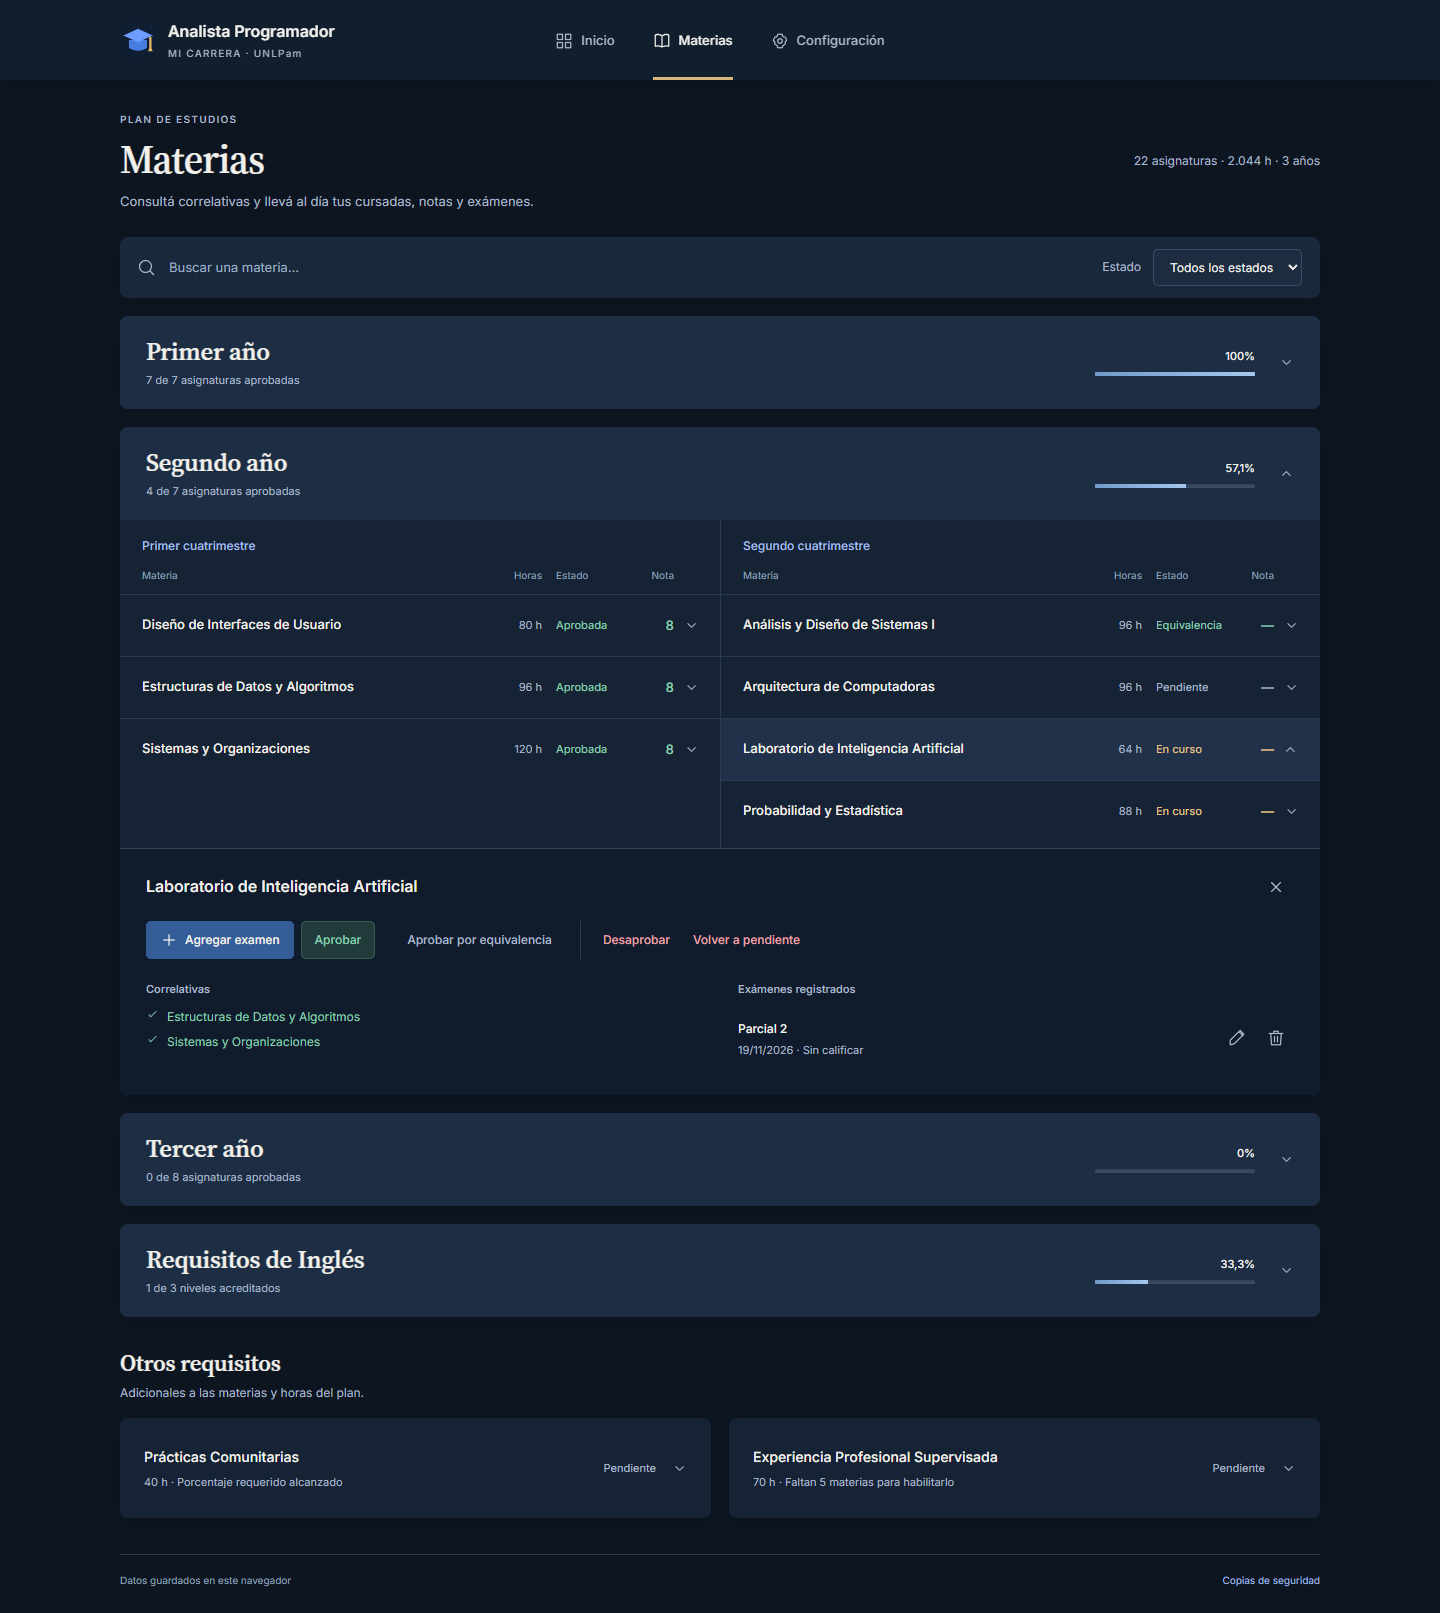 Analista Programador
MI CARRERA · UNLPam
Inicio
Materias
Configuración
PLAN DE ESTUDIOS
Materias
22 asignaturas · 2.044 h · 3 años
Consultá correlativas y llevá al día tus cursadas, notas y exámenes.
Buscar una materia...
Estado
Todos los estados
Primer año
7 de 7 asignaturas aprobadas
100%
Segundo año
4 de 7 asignaturas aprobadas
57,1%
Primer cuatrimestre
Materia Horas Estado Nota
Diseño de Interfaces de Usuario 80 h Aprobada 8
Estructuras de Datos y Algoritmos 96 h Aprobada 8
Sistemas y Organizaciones 120 h Aprobada 8
Segundo cuatrimestre
Materia Horas Estado Nota
Análisis y Diseño de Sistemas I 96 h Equivalencia —
Arquitectura de Computadoras 96 h Pendiente —
Laboratorio de Inteligencia Artificial 64 h En curso —
Probabilidad y Estadística 88 h En curso —
Laboratorio de Inteligencia Artificial
Agregar examen
Aprobar
Aprobar por equivalencia
Desaprobar
Volver a pendiente
Correlativas
Estructuras de Datos y Algoritmos
Sistemas y Organizaciones
Exámenes registrados
Parcial 2
19/11/2026 · Sin calificar
Tercer año
0 de 8 asignaturas aprobadas
0%
Requisitos de Inglés
1 de 3 niveles acreditados
33,3%
Otros requisitos
Adicionales a las materias y horas del plan.
Prácticas Comunitarias
40 h · Porcentaje requerido alcanzado
Pendiente
Experiencia Profesional Supervisada
70 h · Faltan 5 materias para habilitarlo
Pendiente
Datos guardados en este navegador
Copias de seguridad